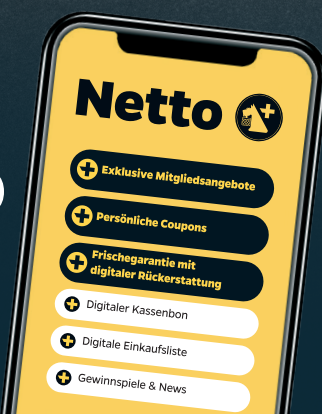 Netto
Exklusive Mitgliedsangebote
Persönliche Coupons
Frischegarantie mit
digitaler Rückerstattung
Digitaler Kassenbon
Digitale Einkaufsliste
Gewinnspiele & News